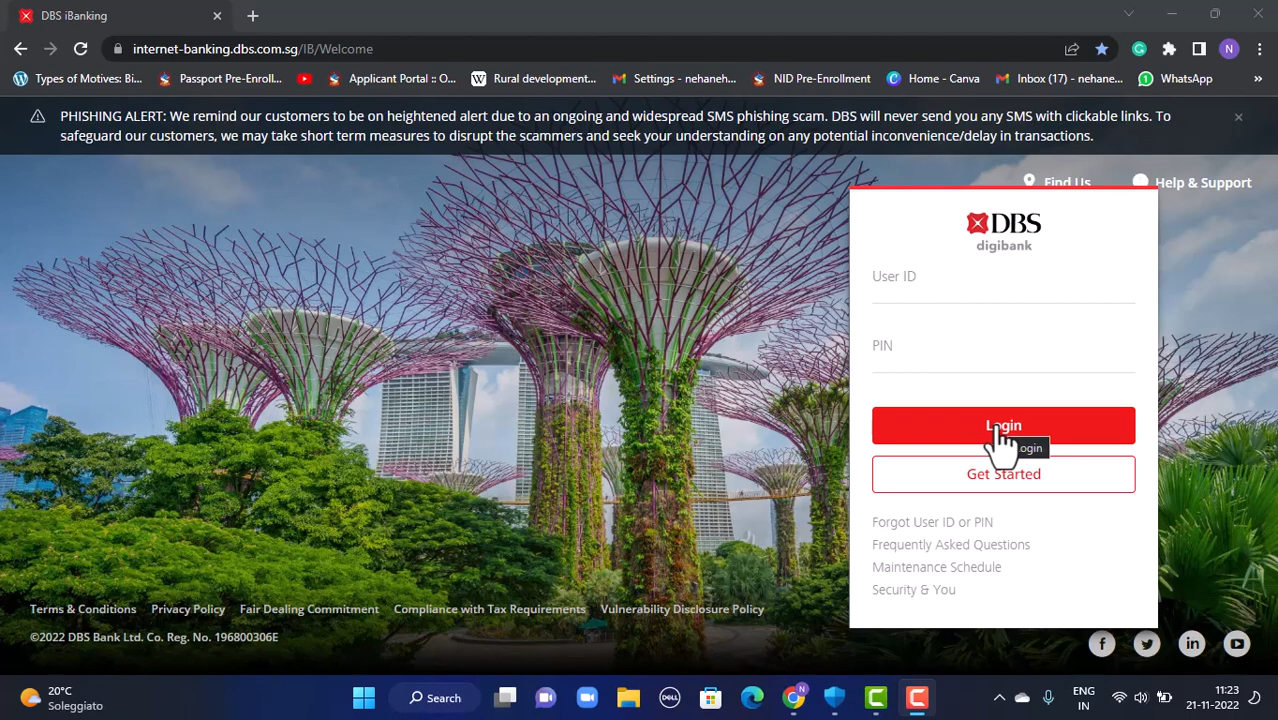 DBS iBanking
internet-banking.dbs.com.sg/IB/Welcome
N
Types of Motives: Bi...
Passport Pre-Enroll...
Applicant Portal :: O...
Rural developmen...
Settings - nehaneh...
NID Pre-Enrollment
Home - Canva
Inbox (17) - nehane...
WhatsApp
PHISHING ALERT: We remind our customers to be on heightened alert due to an ongoing and widespread SMS phishing scam. DBS will never send you any SMS with clickable links. To
safeguard our customers, we may take short term measures to disrupt the scammers and seek your understanding on any potential inconvenience/delay in transactions.
Find Us
Help & Support
DBS
digibank
User ID
PIN
Login
Login
Get Started
Forgot User ID or PIN
Frequently Asked Questions
Maintenance Schedule
Security & You
Terms & Conditions Privacy Policy Fair Dealing Commitment Compliance with Tax Requirements Vulnerability Disclosure Policy
©2022 DBS Bank Ltd. Co. Reg. No. 196800306E
20°C
Soleggiato
Search
DELL
ENG
IN
11:23
21-11-2022